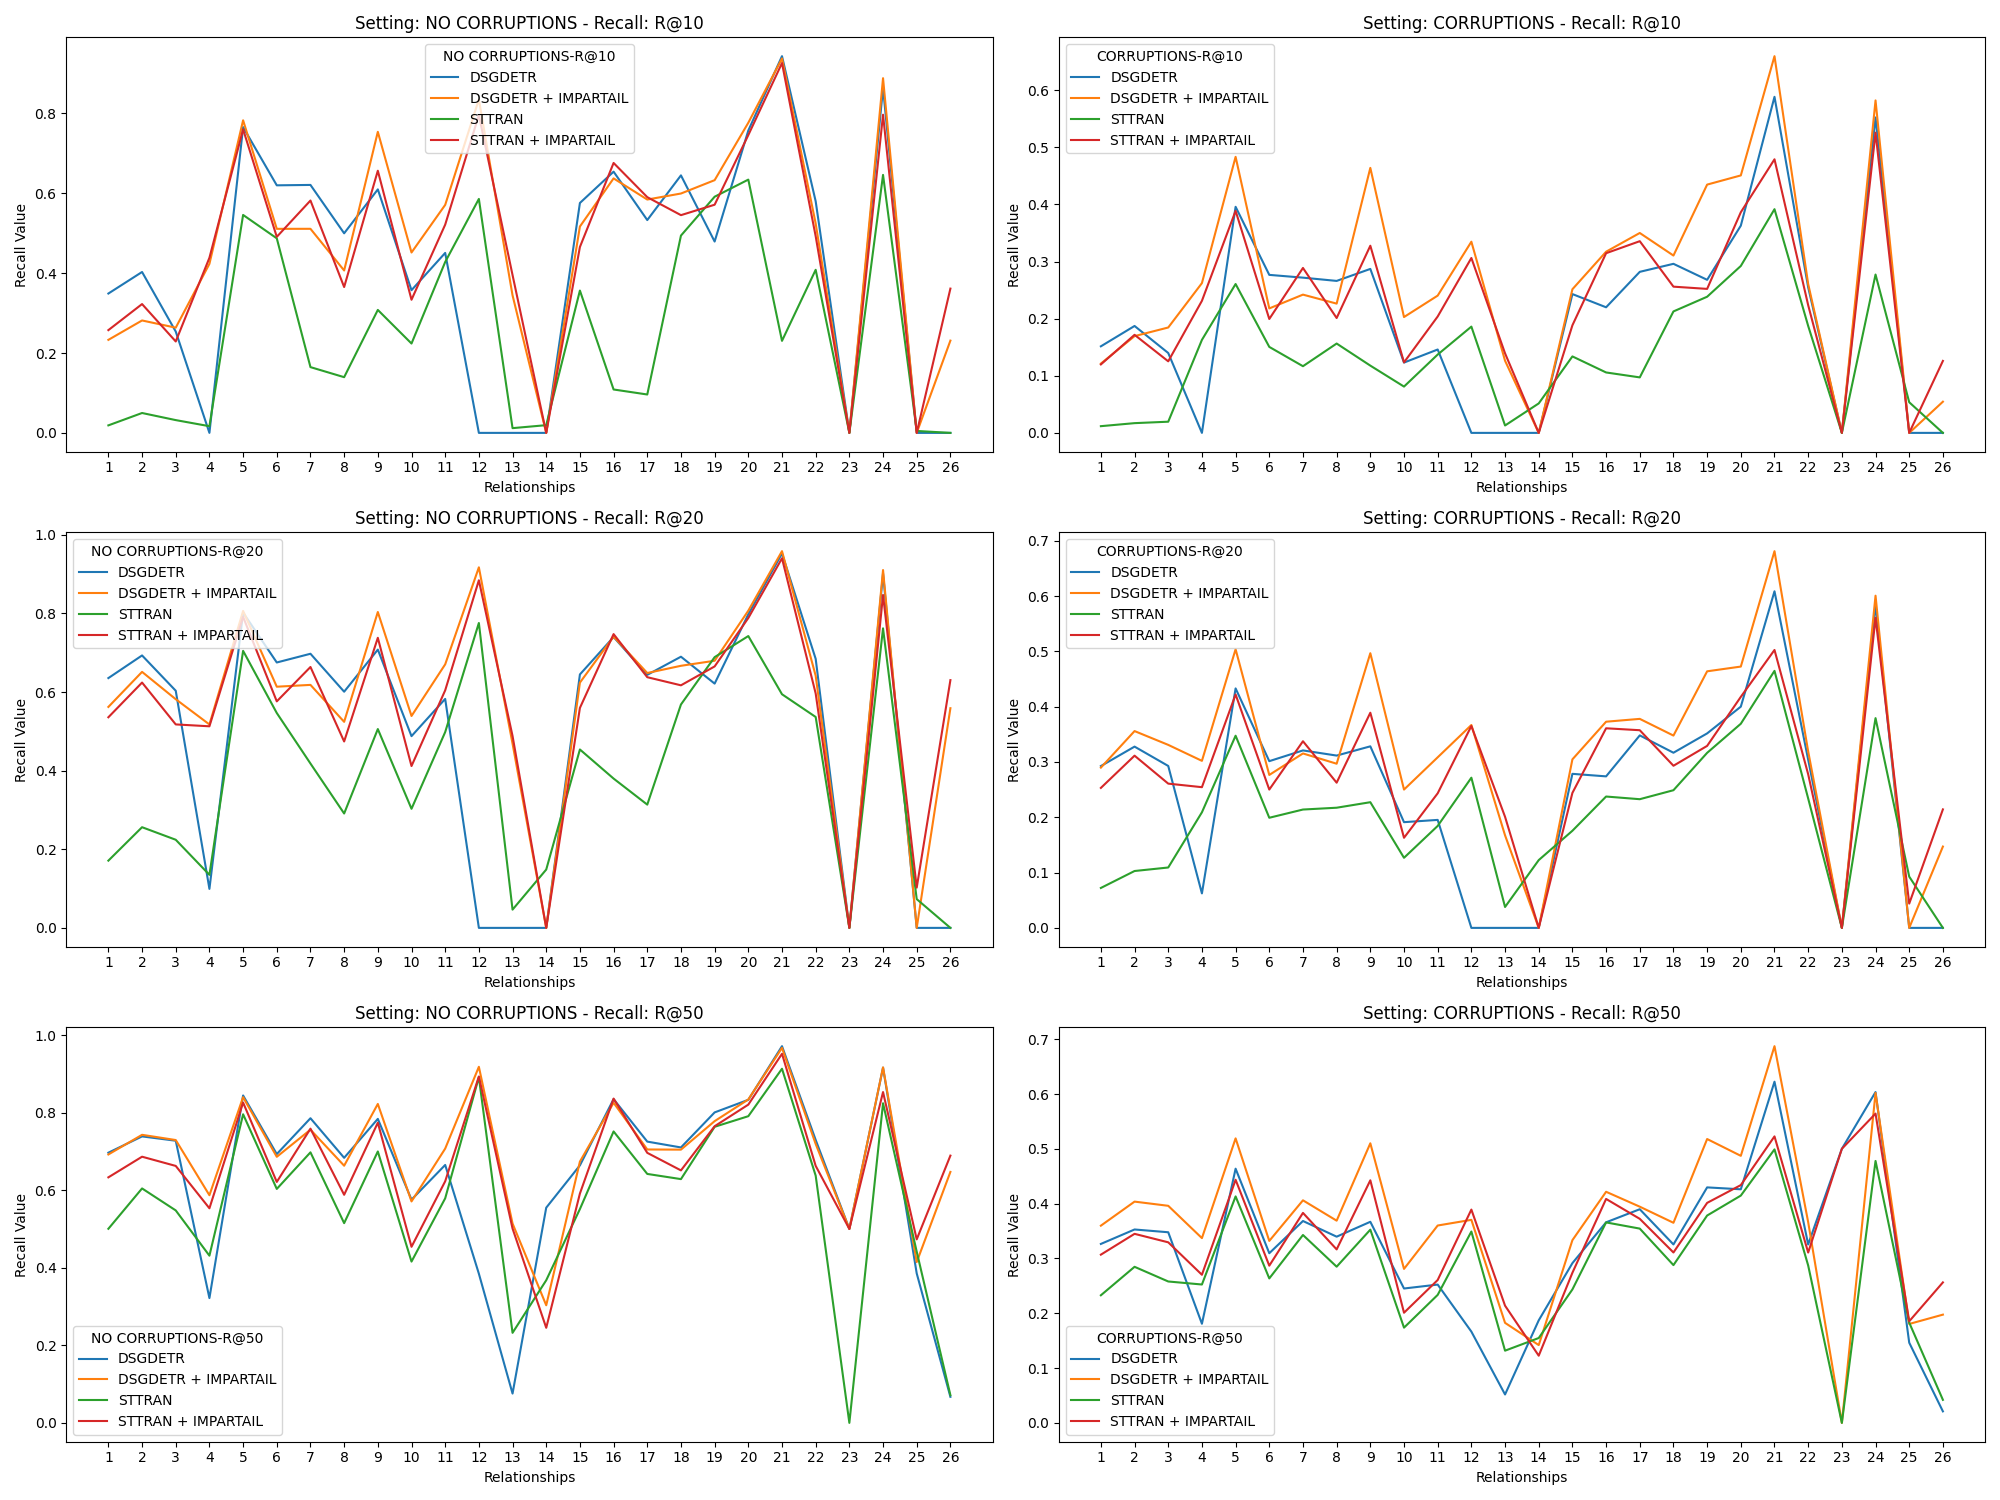 Setting: NO CORRUPTIONS - Recall: R@10
Recall Value
0.8
0.6
0.4
0.2
0.0
NO CORRUPTIONS-R@10
DSGDETR
DSGDETR + IMPARTAIL
STTRAN
STTRAN + IMPARTAIL
1 2 3 4 5 6 7 8 9 10 11 12 13 14 15 16 17 18 19 20 21 22 23 24 25 26
Relationships
Setting: CORRUPTIONS - Recall: R@10
Recall Value
0.6
0.5
0.4
0.3
0.2
0.1
0.0
CORRUPTIONS-R@10
DSGDETR
DSGDETR + IMPARTAIL
STTRAN
STTRAN + IMPARTAIL
1 2 3 4 5 6 7 8 9 10 11 12 13 14 15 16 17 18 19 20 21 22 23 24 25 26
Relationships
Setting: NO CORRUPTIONS - Recall: R@20
Recall Value
1.0
0.8
0.6
0.4
0.2
0.0
NO CORRUPTIONS-R@20
DSGDETR
DSGDETR + IMPARTAIL
STTRAN
STTRAN + IMPARTAIL
1 2 3 4 5 6 7 8 9 10 11 12 13 14 15 16 17 18 19 20 21 22 23 24 25 26
Relationships
Setting: CORRUPTIONS - Recall: R@20
Recall Value
0.7
0.6
0.5
0.4
0.3
0.2
0.1
0.0
CORRUPTIONS-R@20
DSGDETR
DSGDETR + IMPARTAIL
STTRAN
STTRAN + IMPARTAIL
1 2 3 4 5 6 7 8 9 10 11 12 13 14 15 16 17 18 19 20 21 22 23 24 25 26
Relationships
Setting: NO CORRUPTIONS - Recall: R@50
Recall Value
1.0
0.8
0.6
0.4
0.2
0.0
NO CORRUPTIONS-R@50
DSGDETR
DSGDETR + IMPARTAIL
STTRAN
STTRAN + IMPARTAIL
1 2 3 4 5 6 7 8 9 10 11 12 13 14 15 16 17 18 19 20 21 22 23 24 25 26
Relationships
Setting: CORRUPTIONS - Recall: R@50
Recall Value
0.7
0.6
0.5
0.4
0.3
0.2
0.1
0.0
CORRUPTIONS-R@50
DSGDETR
DSGDETR + IMPARTAIL
STTRAN
STTRAN + IMPARTAIL
1 2 3 4 5 6 7 8 9 10 11 12 13 14 15 16 17 18 19 20 21 22 23 24 25 26
Relationships